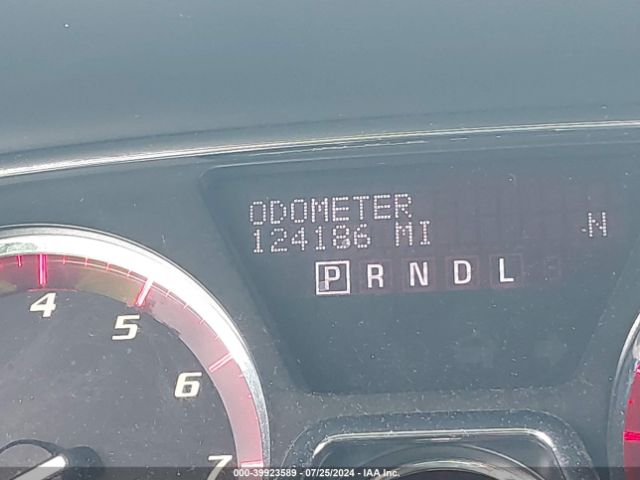 ODOMETER
124186 MI N
P R N D L
4
5
6
7
000-39923589 - 07/25/2024 - IAA Inc.